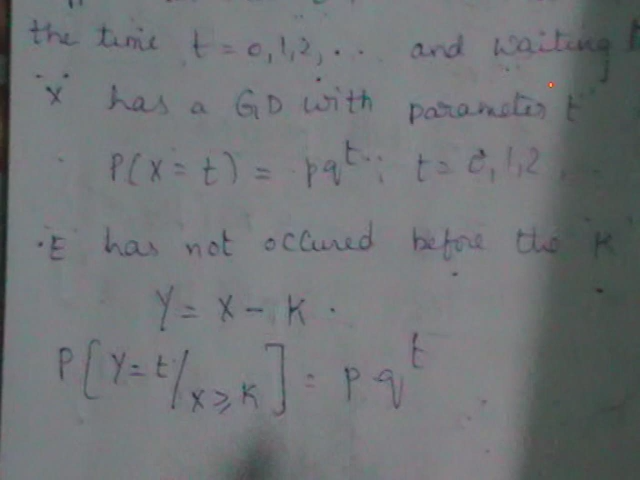 the time t = 0, 1, 2, .. and waiting
"x" has a GD with parameter t
P(X = t) = pq^t ; t = 0, 1, 2 ...
"E" has not occured before the K
Y = X - K .
P[Y = t / X ≥ K] = p q^t